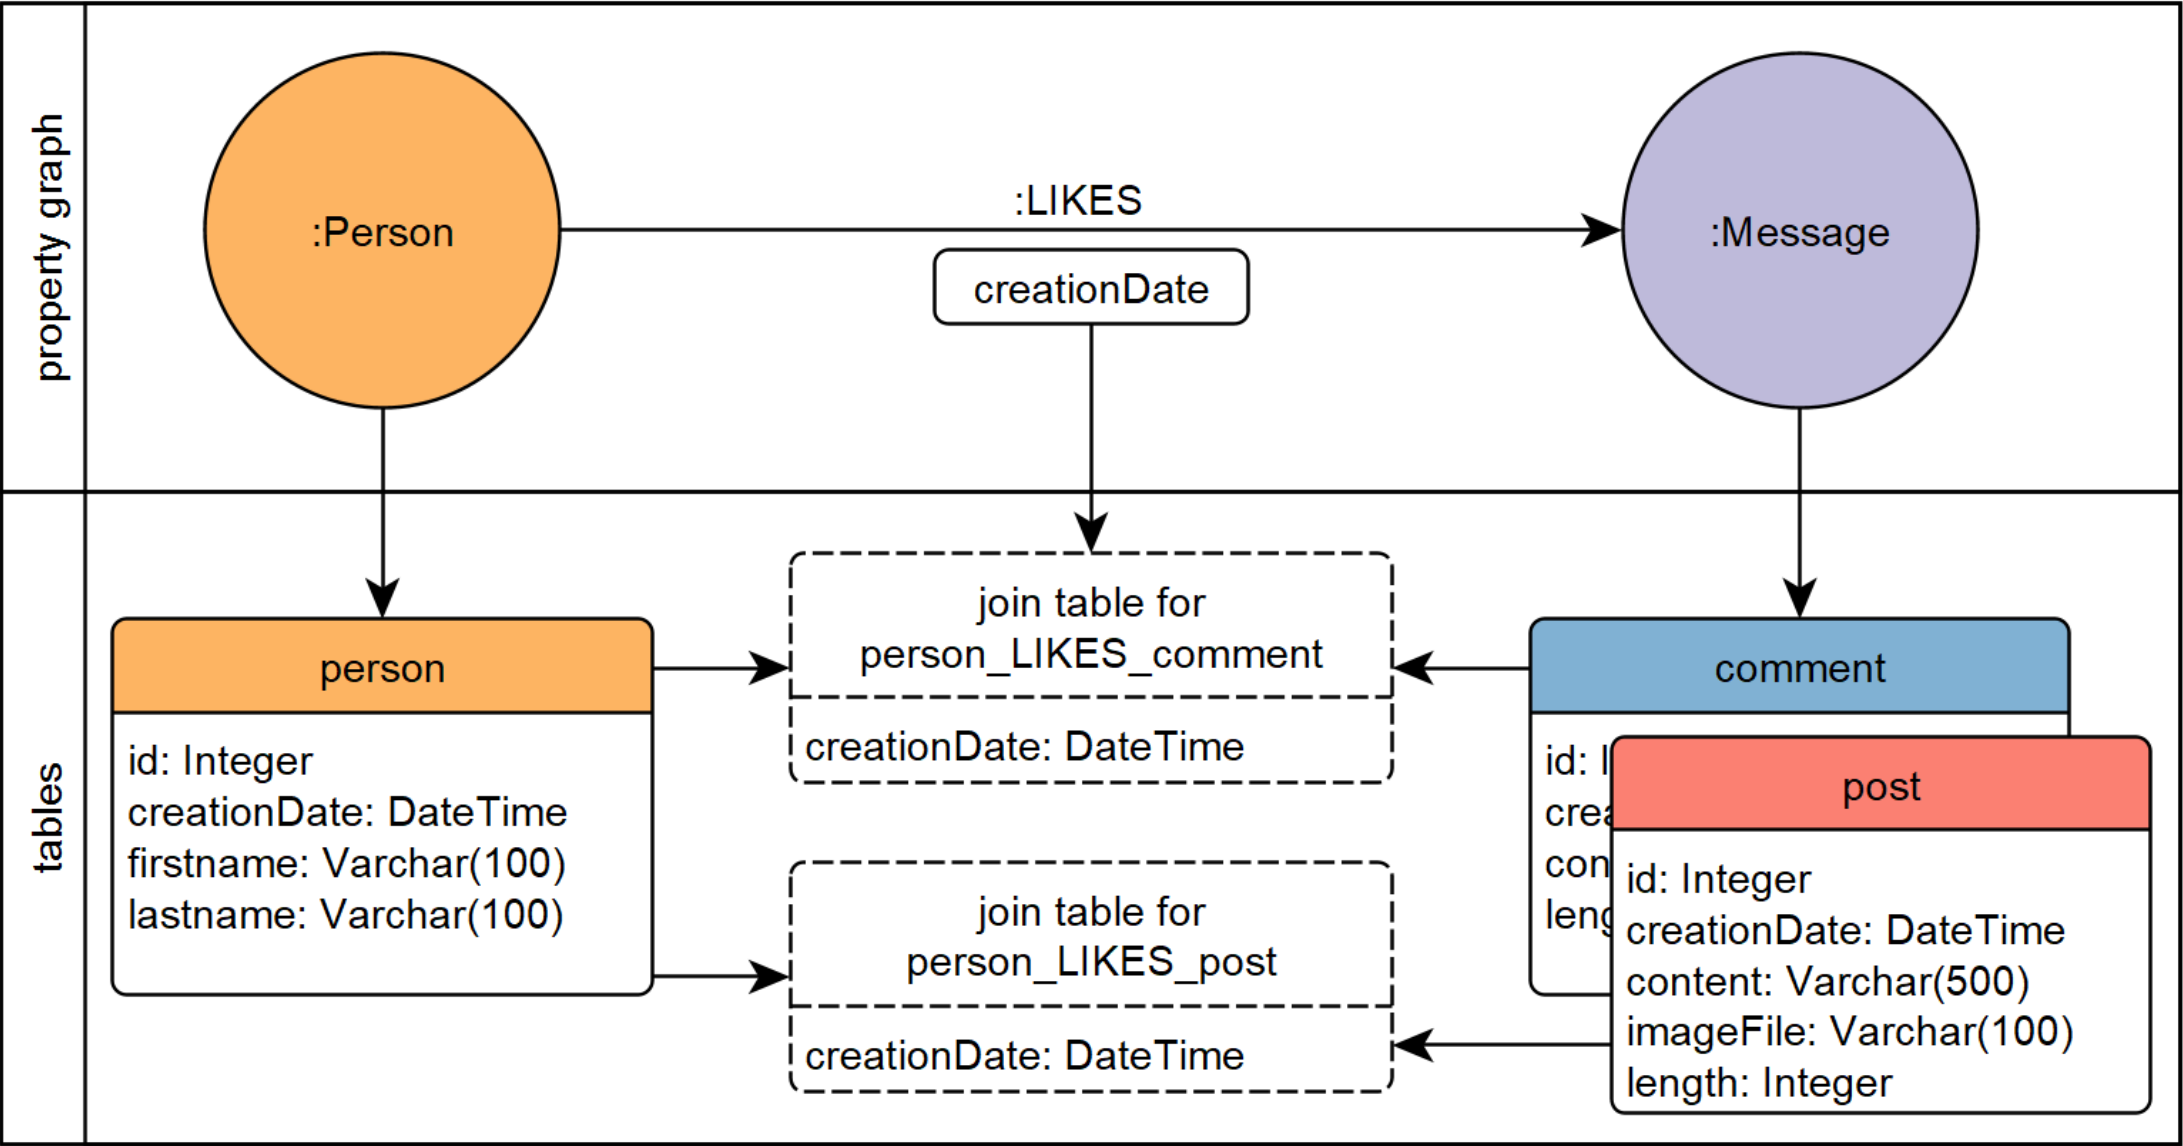 property graph
:Person
:LIKES
creationDate
:Message
tables
person
id: Integer
creationDate: DateTime
firstname: Varchar(100)
lastname: Varchar(100)
join table for
person_LIKES_comment
creationDate: DateTime
join table for
person_LIKES_post
creationDate: DateTime
comment
id:
post
id: Integer
creationDate: DateTime
content: Varchar(500)
imageFile: Varchar(100)
length: Integer